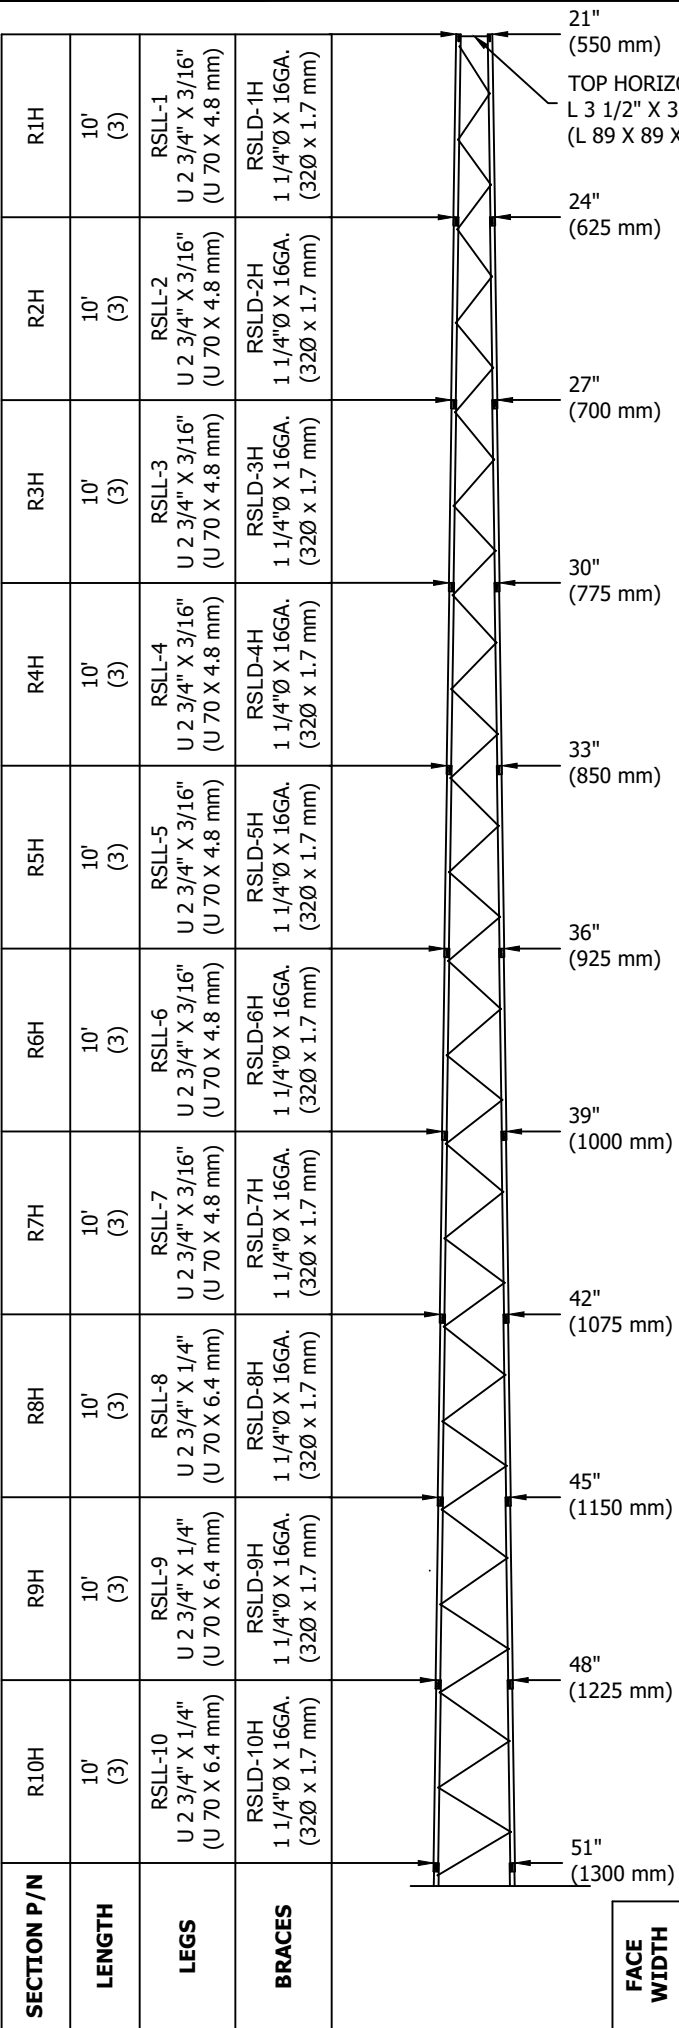 21"
(550 mm)
TOP HORIZO
L 3 1/2" X 3
(L 89 X 89 X
R1H
10'
(3)
RSLL-1
U 2 3/4" X 3/16"
(U 70 X 4.8 mm)
RSLD-1H
1 1/4"Ø X 16GA.
(32Ø x 1.7 mm)
24"
(625 mm)
R2H
10'
(3)
RSLL-2
U 2 3/4" X 3/16"
(U 70 X 4.8 mm)
RSLD-2H
1 1/4"Ø X 16GA.
(32Ø x 1.7 mm)
27"
(700 mm)
R3H
10'
(3)
RSLL-3
U 2 3/4" X 3/16"
(U 70 X 4.8 mm)
RSLD-3H
1 1/4"Ø X 16GA.
(32Ø x 1.7 mm)
30"
(775 mm)
R4H
10'
(3)
RSLL-4
U 2 3/4" X 3/16"
(U 70 X 4.8 mm)
RSLD-4H
1 1/4"Ø X 16GA.
(32Ø x 1.7 mm)
33"
(850 mm)
R5H
10'
(3)
RSLL-5
U 2 3/4" X 3/16"
(U 70 X 4.8 mm)
RSLD-5H
1 1/4"Ø X 16GA.
(32Ø x 1.7 mm)
36"
(925 mm)
R6H
10'
(3)
RSLL-6
U 2 3/4" X 3/16"
(U 70 X 4.8 mm)
RSLD-6H
1 1/4"Ø X 16GA.
(32Ø x 1.7 mm)
39"
(1000 mm)
R7H
10'
(3)
RSLL-7
U 2 3/4" X 3/16"
(U 70 X 4.8 mm)
RSLD-7H
1 1/4"Ø X 16GA.
(32Ø x 1.7 mm)
42"
(1075 mm)
R8H
10'
(3)
RSLL-8
U 2 3/4" X 1/4"
(U 70 X 6.4 mm)
RSLD-8H
1 1/4"Ø X 16GA.
(32Ø x 1.7 mm)
45"
(1150 mm)
R9H
10'
(3)
RSLL-9
U 2 3/4" X 1/4"
(U 70 X 6.4 mm)
RSLD-9H
1 1/4"Ø X 16GA.
(32Ø x 1.7 mm)
48"
(1225 mm)
R10H
10'
(3)
RSLL-10
U 2 3/4" X 1/4"
(U 70 X 6.4 mm)
RSLD-10H
1 1/4"Ø X 16GA.
(32Ø x 1.7 mm)
51"
(1300 mm)
SECTION P/N
LENGTH
LEGS
BRACES
FACE
WIDTH